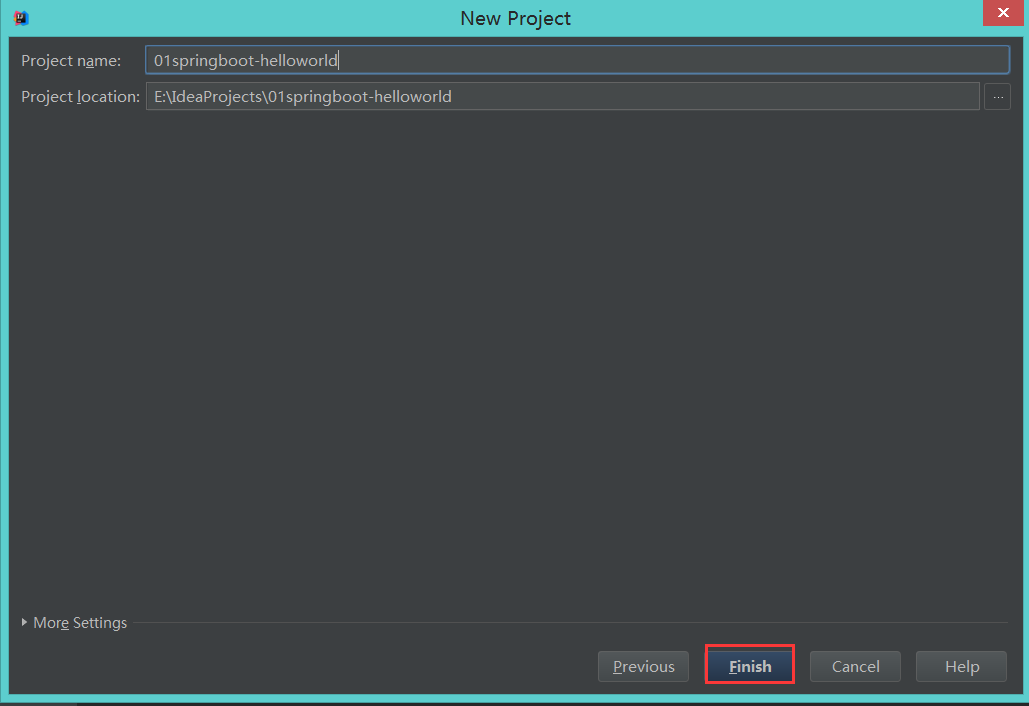 New Project
Project name: 01springboot-helloworld
Project location: E:\IdeaProjects\01springboot-helloworld ...
More Settings
Previous Finish Cancel Help